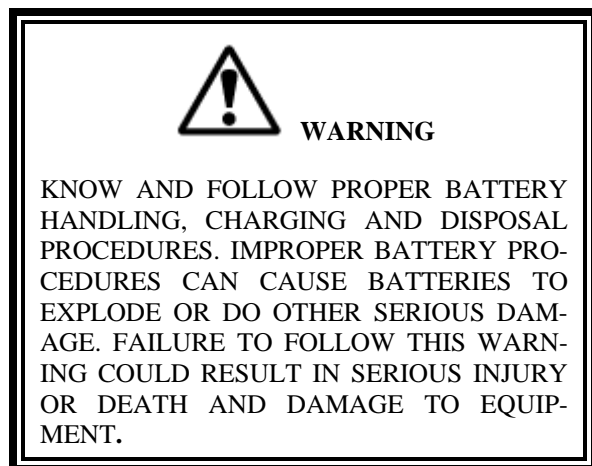 WARNING
KNOW AND FOLLOW PROPER BATTERY
HANDLING, CHARGING AND DISPOSAL
PROCEDURES. IMPROPER BATTERY PRO-
CEDURES CAN CAUSE BATTERIES TO
EXPLODE OR DO OTHER SERIOUS DAM-
AGE. FAILURE TO FOLLOW THIS WARN-
ING COULD RESULT IN SERIOUS INJURY
OR DEATH AND DAMAGE TO EQUIP-
MENT.